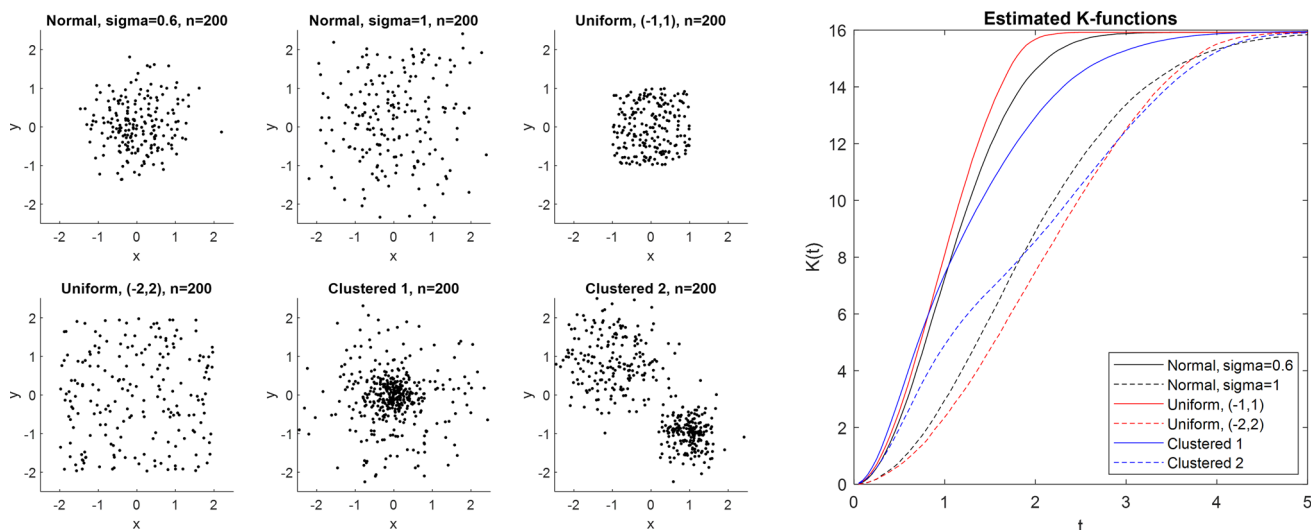 Normal, sigma=0.6, n=200
2
1
0
-1
-2
y
-2 -1 0 1 2
x
Normal, sigma=1, n=200
2
1
0
-1
-2
y
-2 -1 0 1 2
x
Uniform, (-1,1), n=200
2
1
0
-1
-2
y
-2 -1 0 1 2
x
Uniform, (-2,2), n=200
2
1
0
-1
-2
y
-2 -1 0 1 2
x
Clustered 1, n=200
2
1
0
-1
-2
y
-2 -1 0 1 2
x
Clustered 2, n=200
2
1
0
-1
-2
y
-2 -1 0 1 2
x
Estimated K-functions
16
14
12
10
8
6
4
2
0
K(t)
0 1 2 3 4 5
t
Normal, sigma=0.6
Normal, sigma=1
Uniform, (-1,1)
Uniform, (-2,2)
Clustered 1
Clustered 2